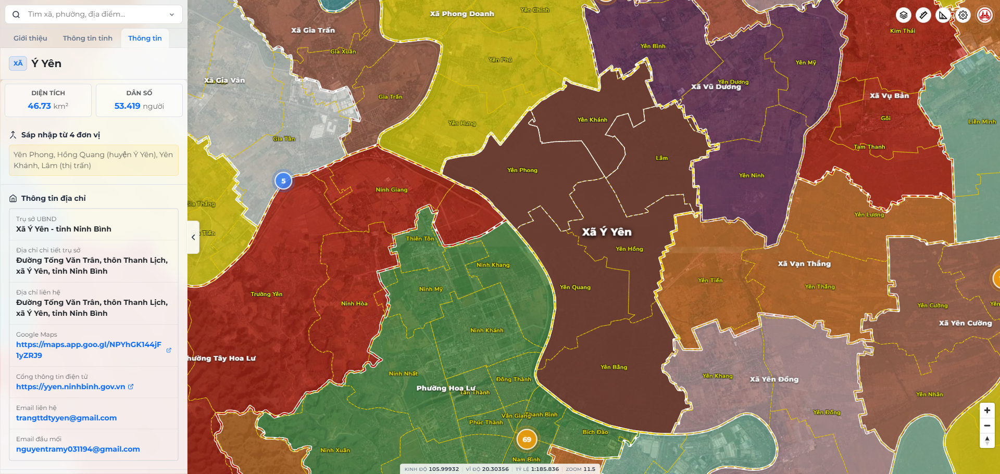 Tìm xã, phường, địa điểm...
Giới thiệu
Thông tin tỉnh
Thông tin
XÃ
Ý Yên
DIỆN TÍCH
46.73 km²
DÂN SỐ
53.419 người
Sáp nhập từ 4 đơn vị
Yên Phong, Hồng Quang (huyện Ý Yên), Yên
Khánh, Lâm (thị trấn)
Thông tin địa chỉ
Trụ sở UBND
Xã Ý Yên - tỉnh Ninh Bình
Địa chỉ chi tiết trụ sở
Đường Tống Văn Trân, thôn Thanh Lịch,
xã Ý Yên, tỉnh Ninh Bình
Địa chỉ liên hệ
Đường Tống Văn Trân, thôn Thanh Lịch,
xã Ý Yên, tỉnh Ninh Bình
Google Maps
https://maps.app.goo.gl/NPYhGK144jF
1yZRJ9
Cổng thông tin điện tử
https://yyen.ninhbinh.gov.vn
Email liên hệ
trangttdtyyen@gmail.com
Email đầu mối
nguyentramy031194@gmail.com
Xã Phong Doanh
Yên Chính
Xã Gia Trấn
Gia Xuân
Yên Phú
Yên Bình
Yên Mỹ
Kim Thái
Xã Gia Vân
Gia Trấn
Yên Dương
Xã Vũ Dương
Xã Vụ Bản
Gôi
Liên Minh
Yên Hưng
Yên Khánh
Gia Tân
Tam Thanh
Lâm
Yên Phong
Yên Ninh
5
Ninh Giang
Gia Thắng
Tiến
Yên Lương
Xã Ý Yên
Thiên Tôn
Yên Hồng
Xã Vạn Thắng
Ninh Khang
Yên Tiến
Yên Thắng
Yên Quang
Ninh Mỹ
Trường Yên
Ninh Hòa
Yên Cường
Yên
Xã Yên Cường
Ninh Khánh
hường Tây Hoa Lư
Yên Bằng
Ninh Nhất
Yên Khang
Xã Yên Đồng
Đông Thành
Phường Hoa Lư
Tân Thành
Yên Nhân
Yên Đồng
Vân Giang
Thanh Bình
Phúc Thành
Bích Đào
69
Ninh Xuân
Nam Bình
KINH ĐỘ 105.99932 | VĨ ĐỘ 20.30356 | TỶ LỆ 1:185.836 | ZOOM 11.5